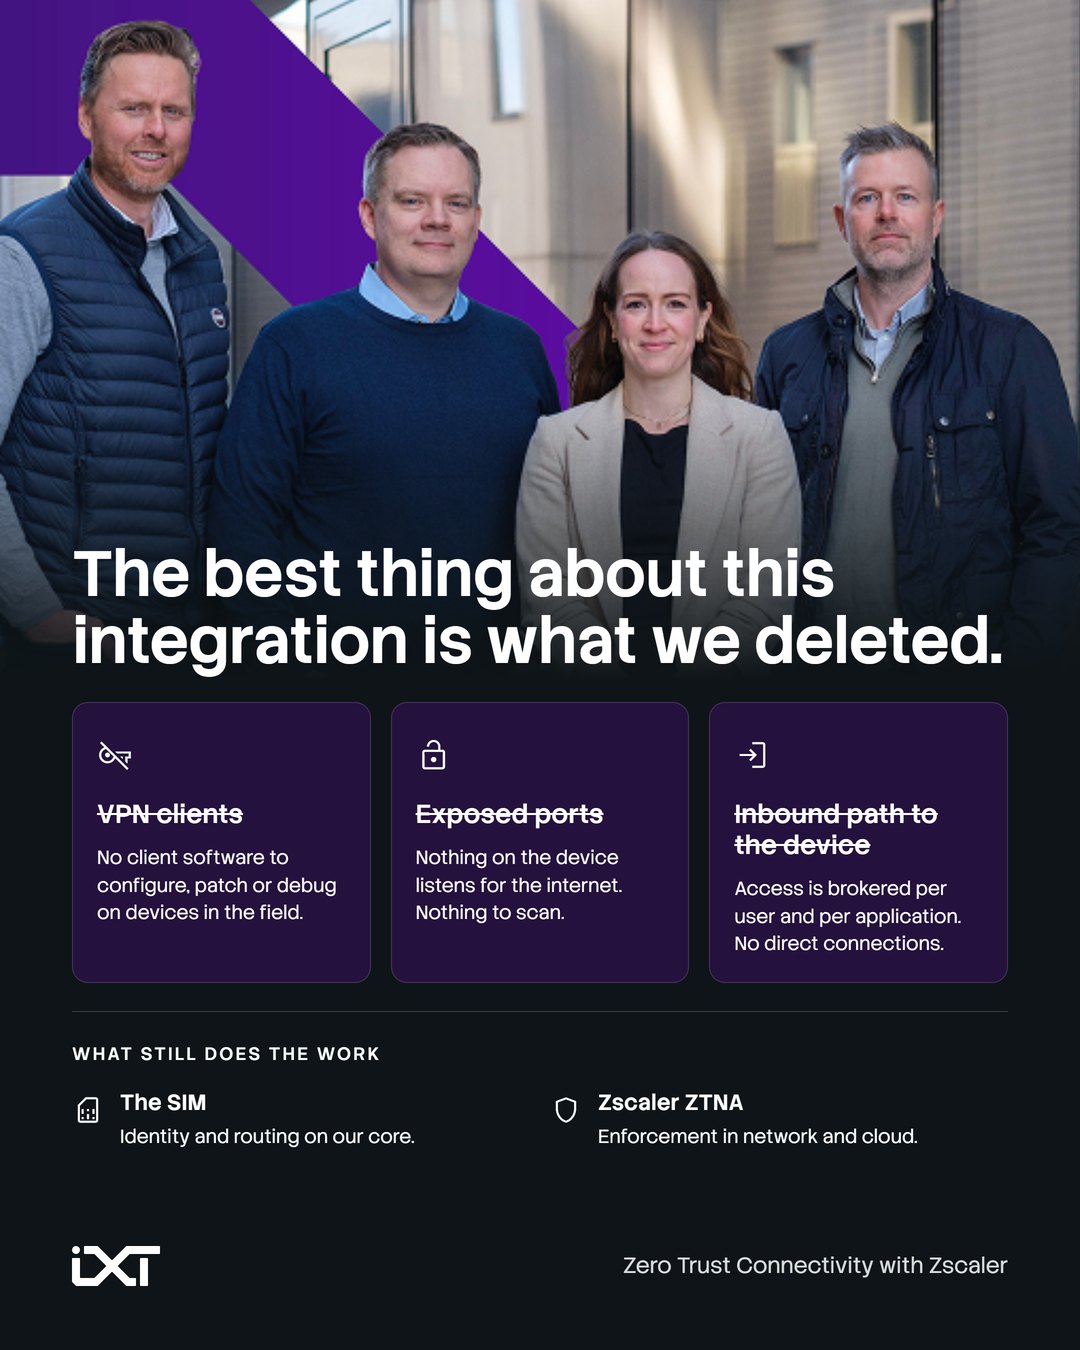 The best thing about this
integration is what we deleted.
VPN clients
No client software to
configure, patch or debug
on devices in the field.
Exposed ports
Nothing on the device
listens for the internet.
Nothing to scan.
Inbound path to
the device
Access is brokered per
user and per application.
No direct connections.
WHAT STILL DOES THE WORK
The SIM
Identity and routing on our core.
Zscaler ZTNA
Enforcement in network and cloud.
iXT
Zero Trust Connectivity with Zscaler